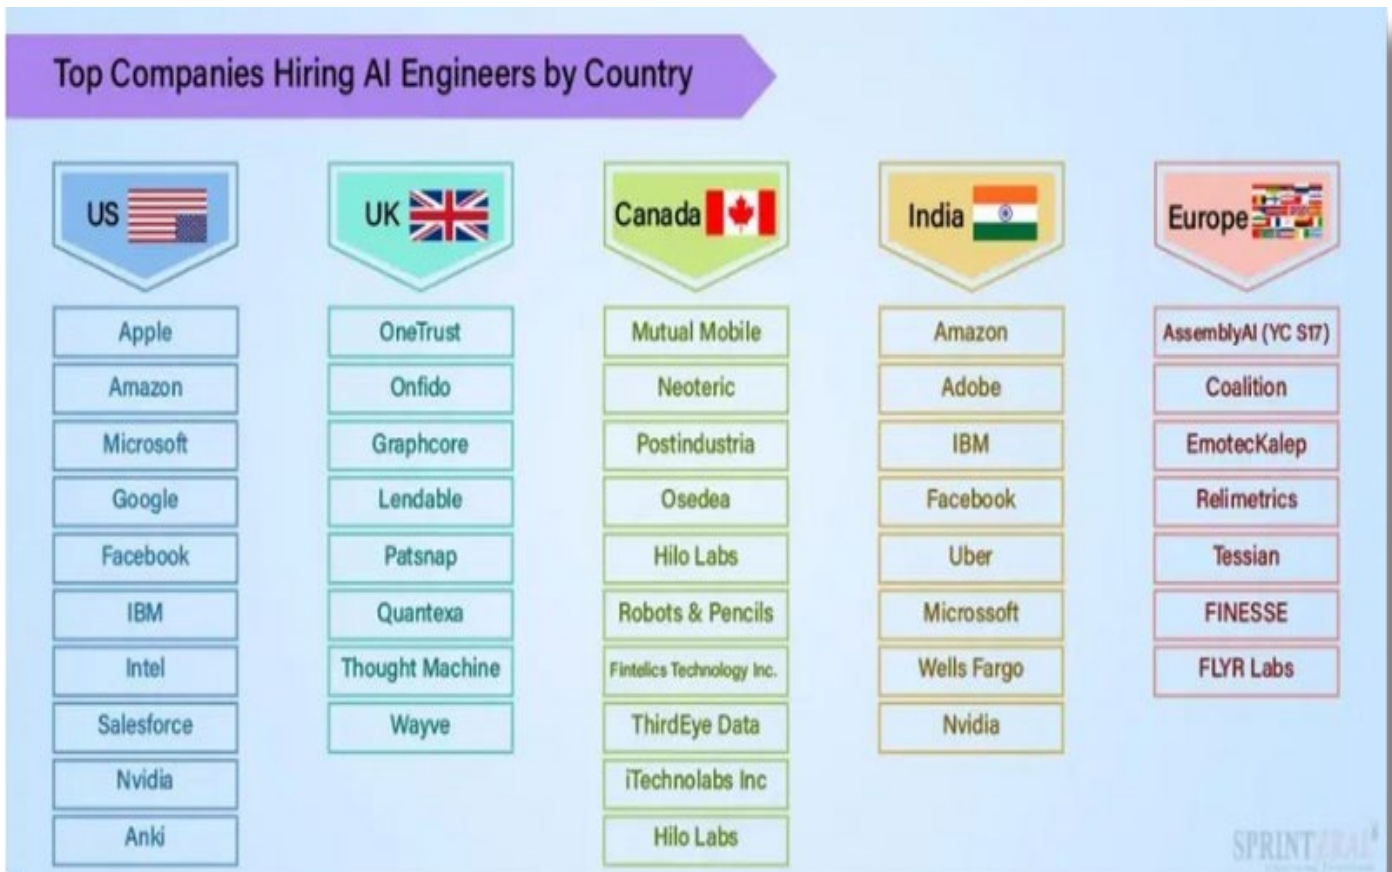 Top Companies Hiring AI Engineers by Country
US
Apple
Amazon
Microsoft
Google
Facebook
IBM
Intel
Salesforce
Nvidia
Anki
UK
OneTrust
Onfido
Graphcore
Lendable
Patsnap
Quantexa
Thought Machine
Wayve
Canada
Mutual Mobile
Neoteric
Postindustria
Osedea
Hilo Labs
Robots & Pencils
Fintelics Technology Inc.
ThirdEye Data
iTechnolabs Inc
Hilo Labs
India
Amazon
Adobe
IBM
Facebook
Uber
Microssoft
Wells Fargo
Nvidia
Europe
AssemblyAI (YC S17)
Coalition
EmotecKalep
Relimetrics
Tessian
FINESSE
FLYR Labs
SPRINTZEAL